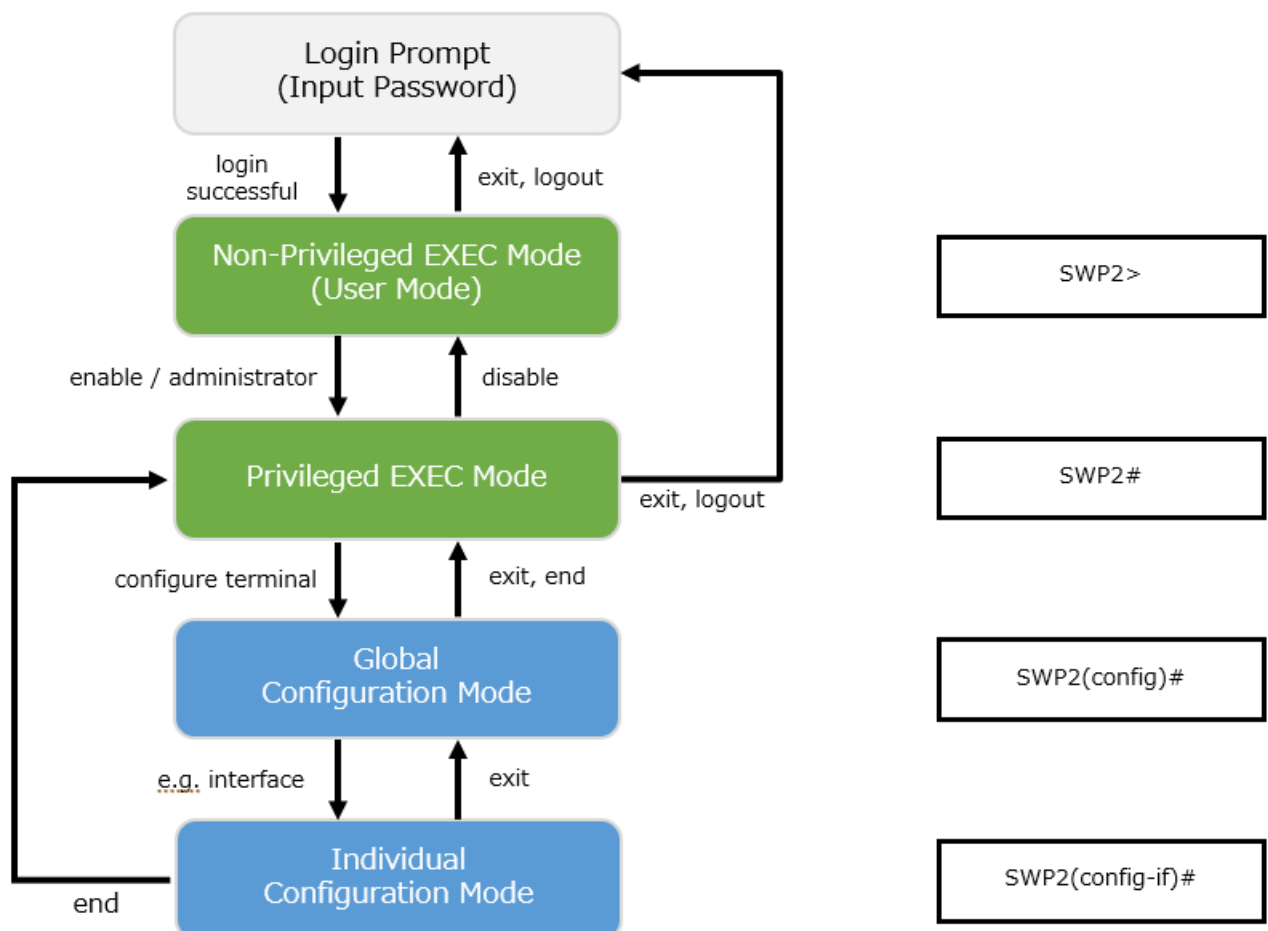 Login Prompt
(Input Password)
login
successful
exit, logout
Non-Privileged EXEC Mode
(User Mode)
SWP2>
enable / administrator
disable
Privileged EXEC Mode
SWP2#
exit, logout
configure terminal
exit, end
Global
Configuration Mode
SWP2(config)#
e.g. interface
exit
Individual
Configuration Mode
SWP2(config-if)#
end